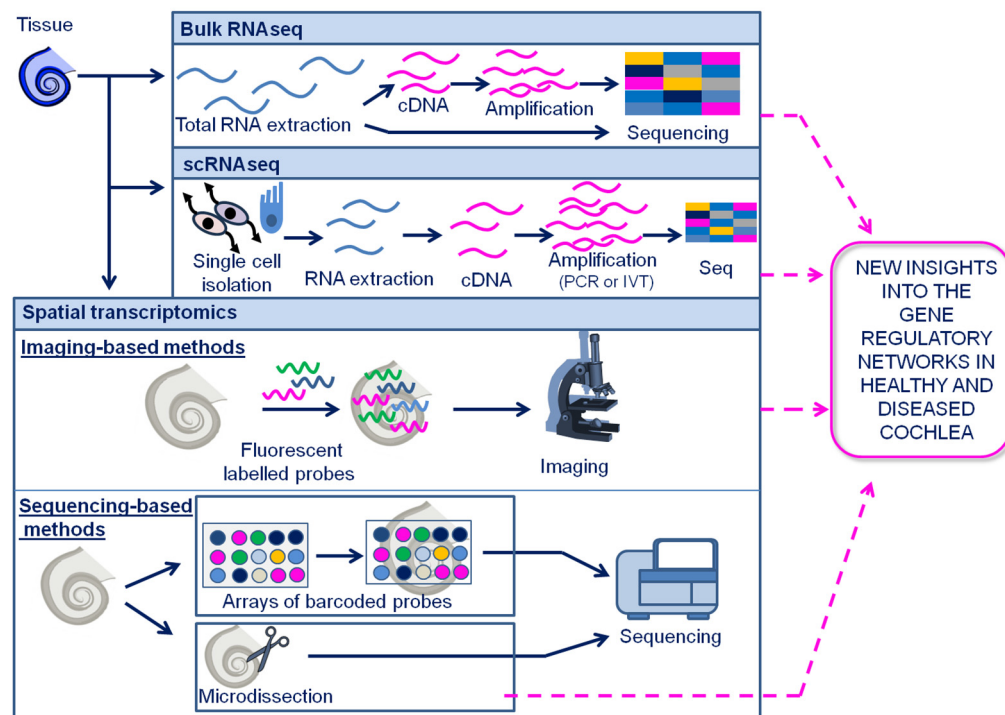 Tissue
Bulk RNAseq
Total RNA extraction
cDNA
Amplification
Sequencing
scRNAseq
Single cell
isolation
RNA extraction
cDNA
Amplification
(PCR or IVT)
Seq
Spatial transcriptomics
Imaging-based methods
Fluorescent
labelled probes
Imaging
Sequencing-based
methods
Arrays of barcoded probes
Microdissection
Sequencing
NEW INSIGHTS
INTO THE
GENE
REGULATORY
NETWORKS IN
HEALTHY AND
DISEASED
COCHLEA